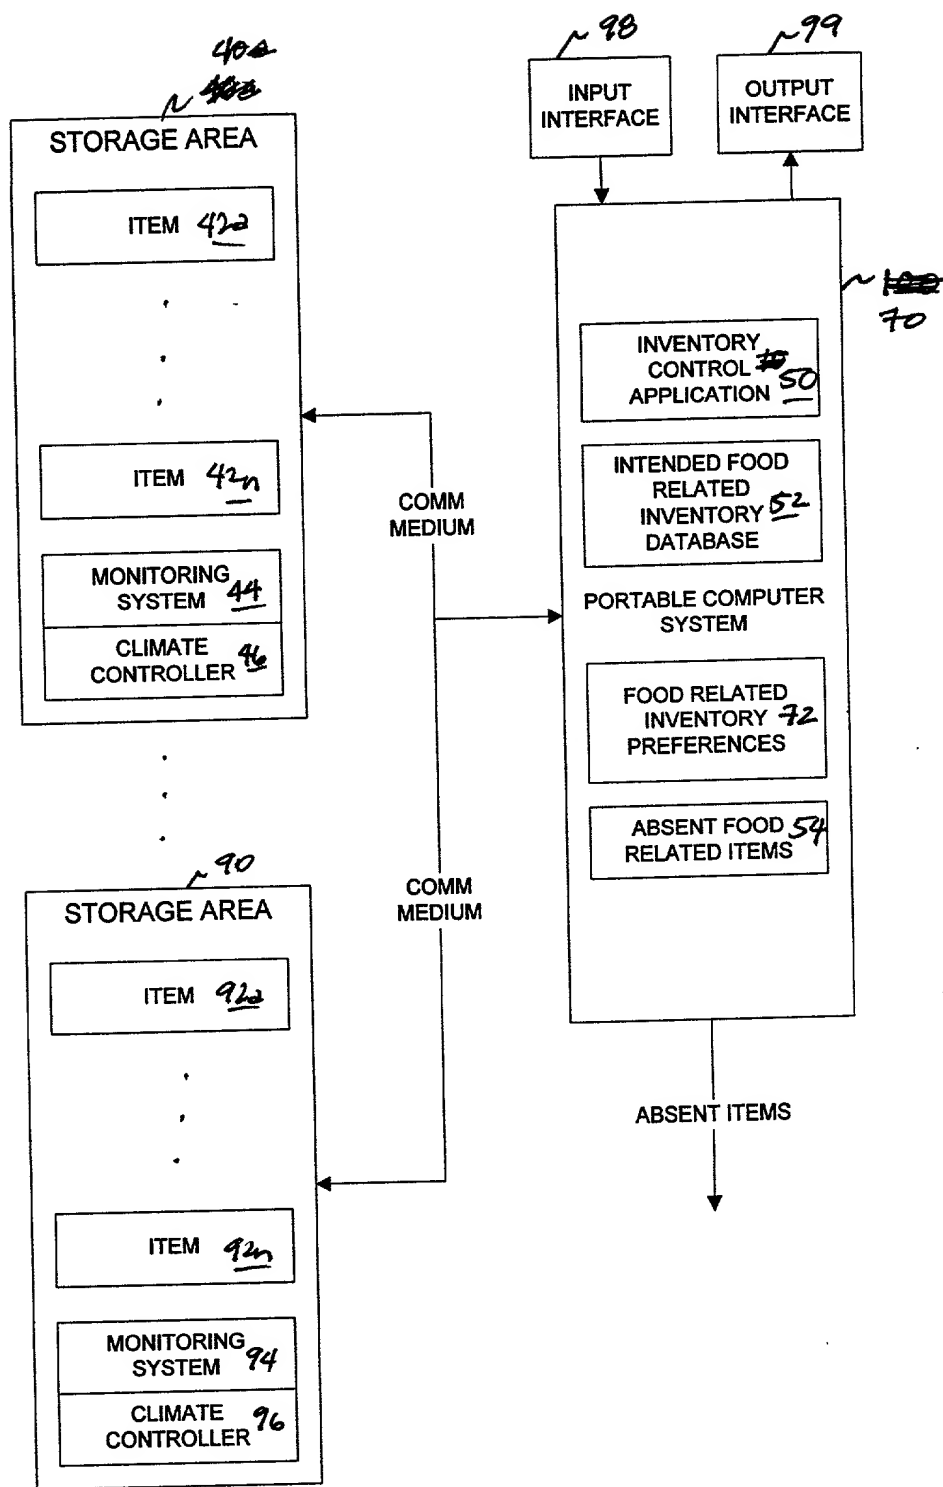 40a
STORAGE AREA
ITEM 42a
ITEM 42n
MONITORING
SYSTEM 44
CLIMATE
CONTROLLER 46
90
STORAGE AREA
ITEM 92a
ITEM 92n
MONITORING
SYSTEM 94
CLIMATE
CONTROLLER 96
COMM
MEDIUM
COMM
MEDIUM
98
INPUT
INTERFACE
99
OUTPUT
INTERFACE
100
70
INVENTORY
CONTROL 70
APPLICATION 50
INTENDED FOOD
RELATED
INVENTORY 52
DATABASE
PORTABLE COMPUTER
SYSTEM
FOOD RELATED
INVENTORY 72
PREFERENCES
ABSENT FOOD 54
RELATED ITEMS
ABSENT ITEMS